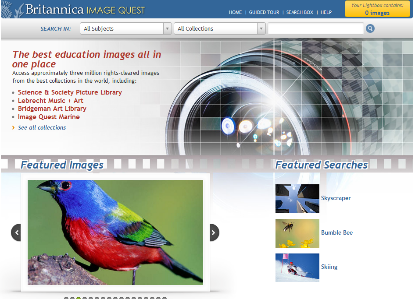 Britannica IMAGE QUEST
HOME | GUIDED TOUR | SEARCH BOX | HELP
Your Lightbox contains:
0 images
SEARCH IN: All Subjects All Collections
The best education images all in
one place
Access approximately three million rights-cleared images
from the best collections in the world, including:
Science & Society Picture Library
Lebrecht Music + Art
Bridgeman Art Library
Image Quest Marine
See all collections
Featured Images
Featured Searches
Skyscraper
Bumble Bee
Skiing